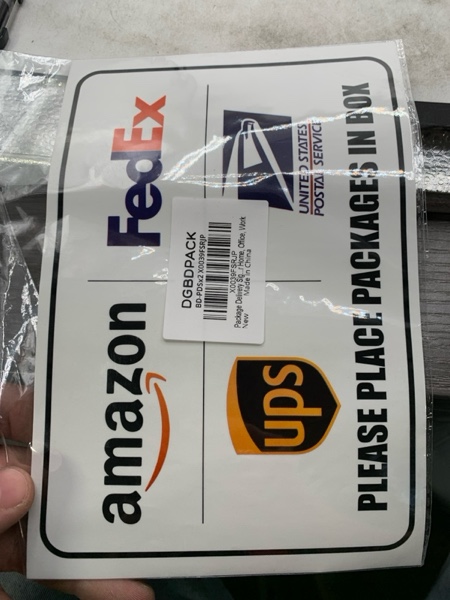 amazon
FedEx
DGBDPACK
BD-PDSx2 X0039FSRJP
X0039FSRJP
Package Delivery Sig.../ Home, Office, Work
New Made in China
ups
UNITED STATES
POSTAL SERVICE
PLEASE PLACE PACKAGES IN BOX